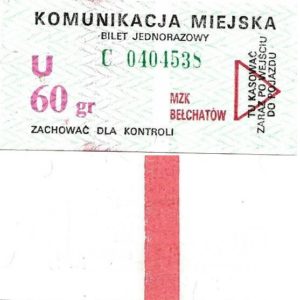 KOMUNIKACJA MIEJSKA
BILET JEDNORAZOWY
U
C 0404538
60 gr
MZK
BEŁCHATÓW
ZACHOWAĆ DLA KONTROLI
TU KASOWAĆ
ZARAZ PO WEJŚCIU
DO POJAZDU